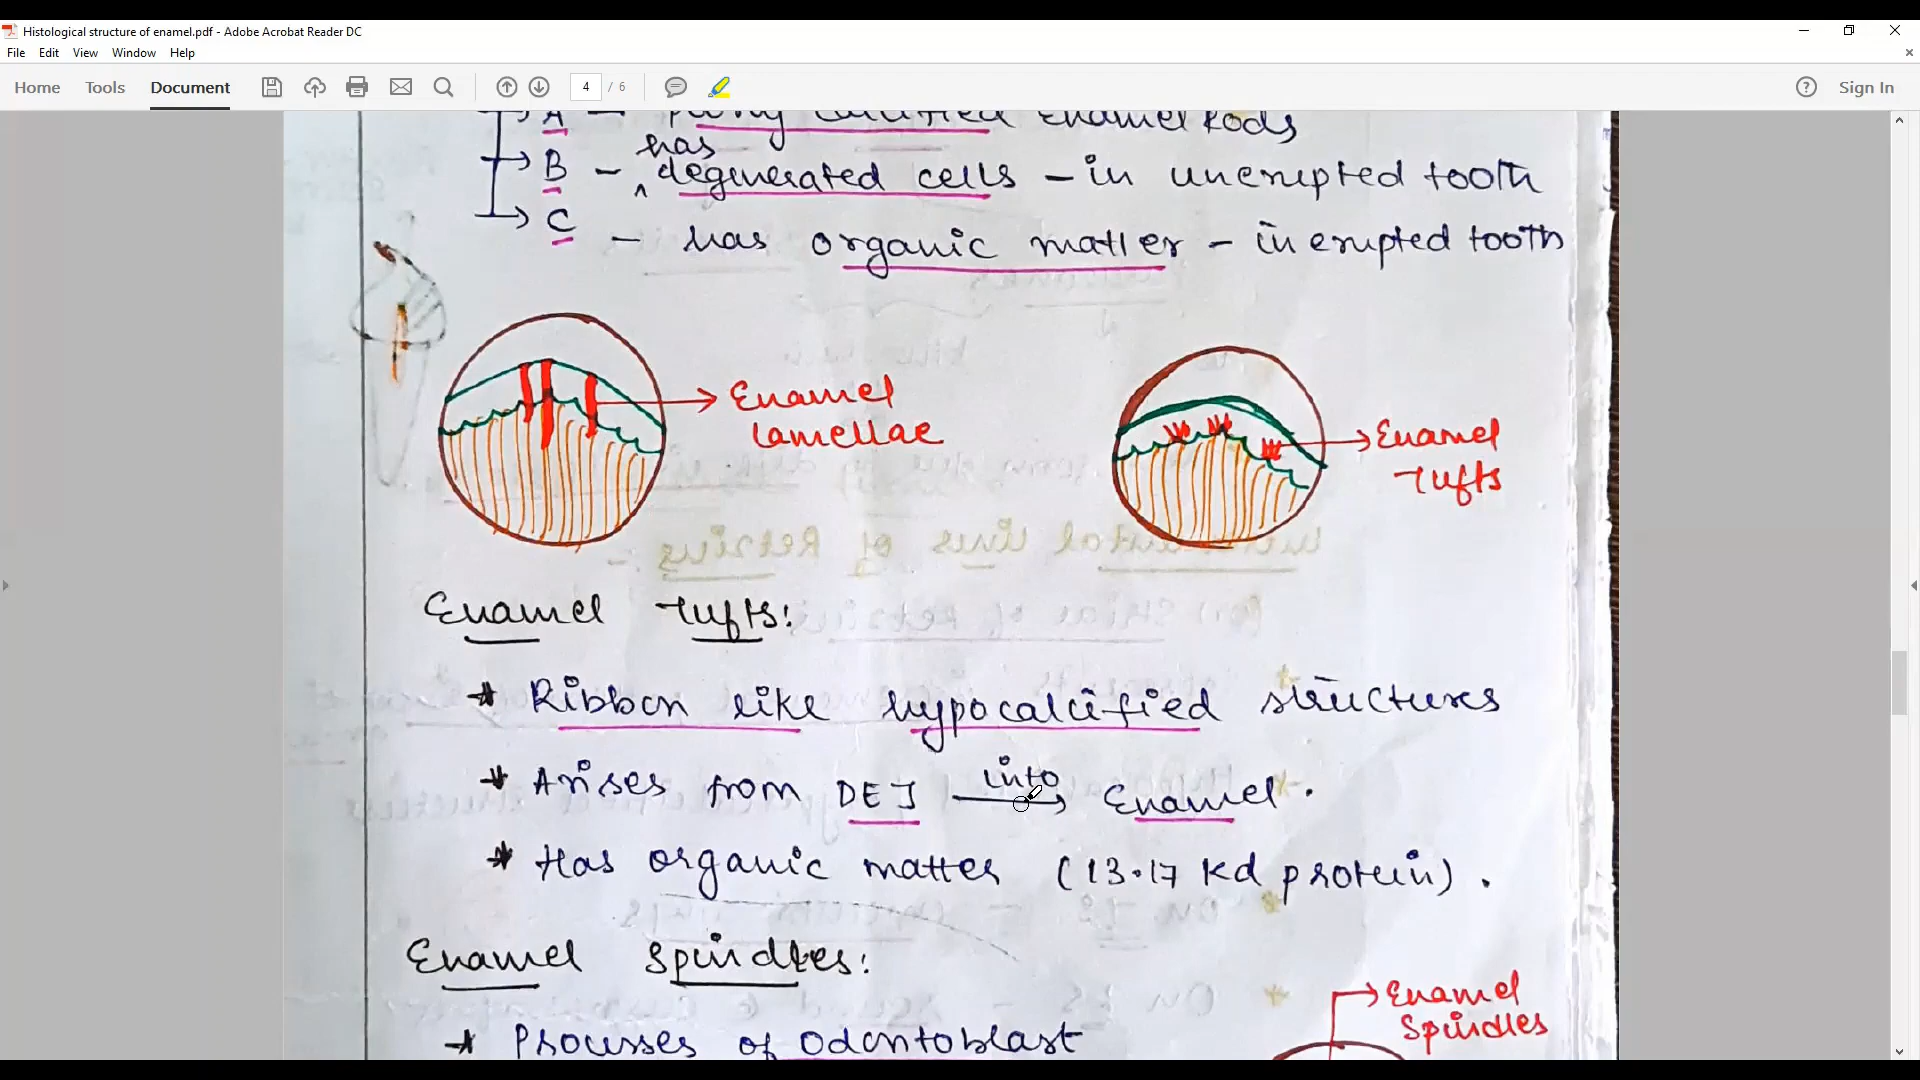 Histological structure of enamel.pdf - Adobe Acrobat Reader DC
File Edit View Window Help
Home Tools Document 4 / 6 Sign In
A - calcified Enamel Rods
B - has degenerated cells - in unerupted tooth
C - has organic matter - in erupted tooth
Enamel
lamellae
Enamel
Tufts
Enamel Tufts:
* Ribbon like hypocalcified structures
* Arises from DEJ into → Enamel.
* Has organic matter (13.17 Kd protein).
Enamel Spindles:
Enamel
Spindles
* Processes of Odontoblast